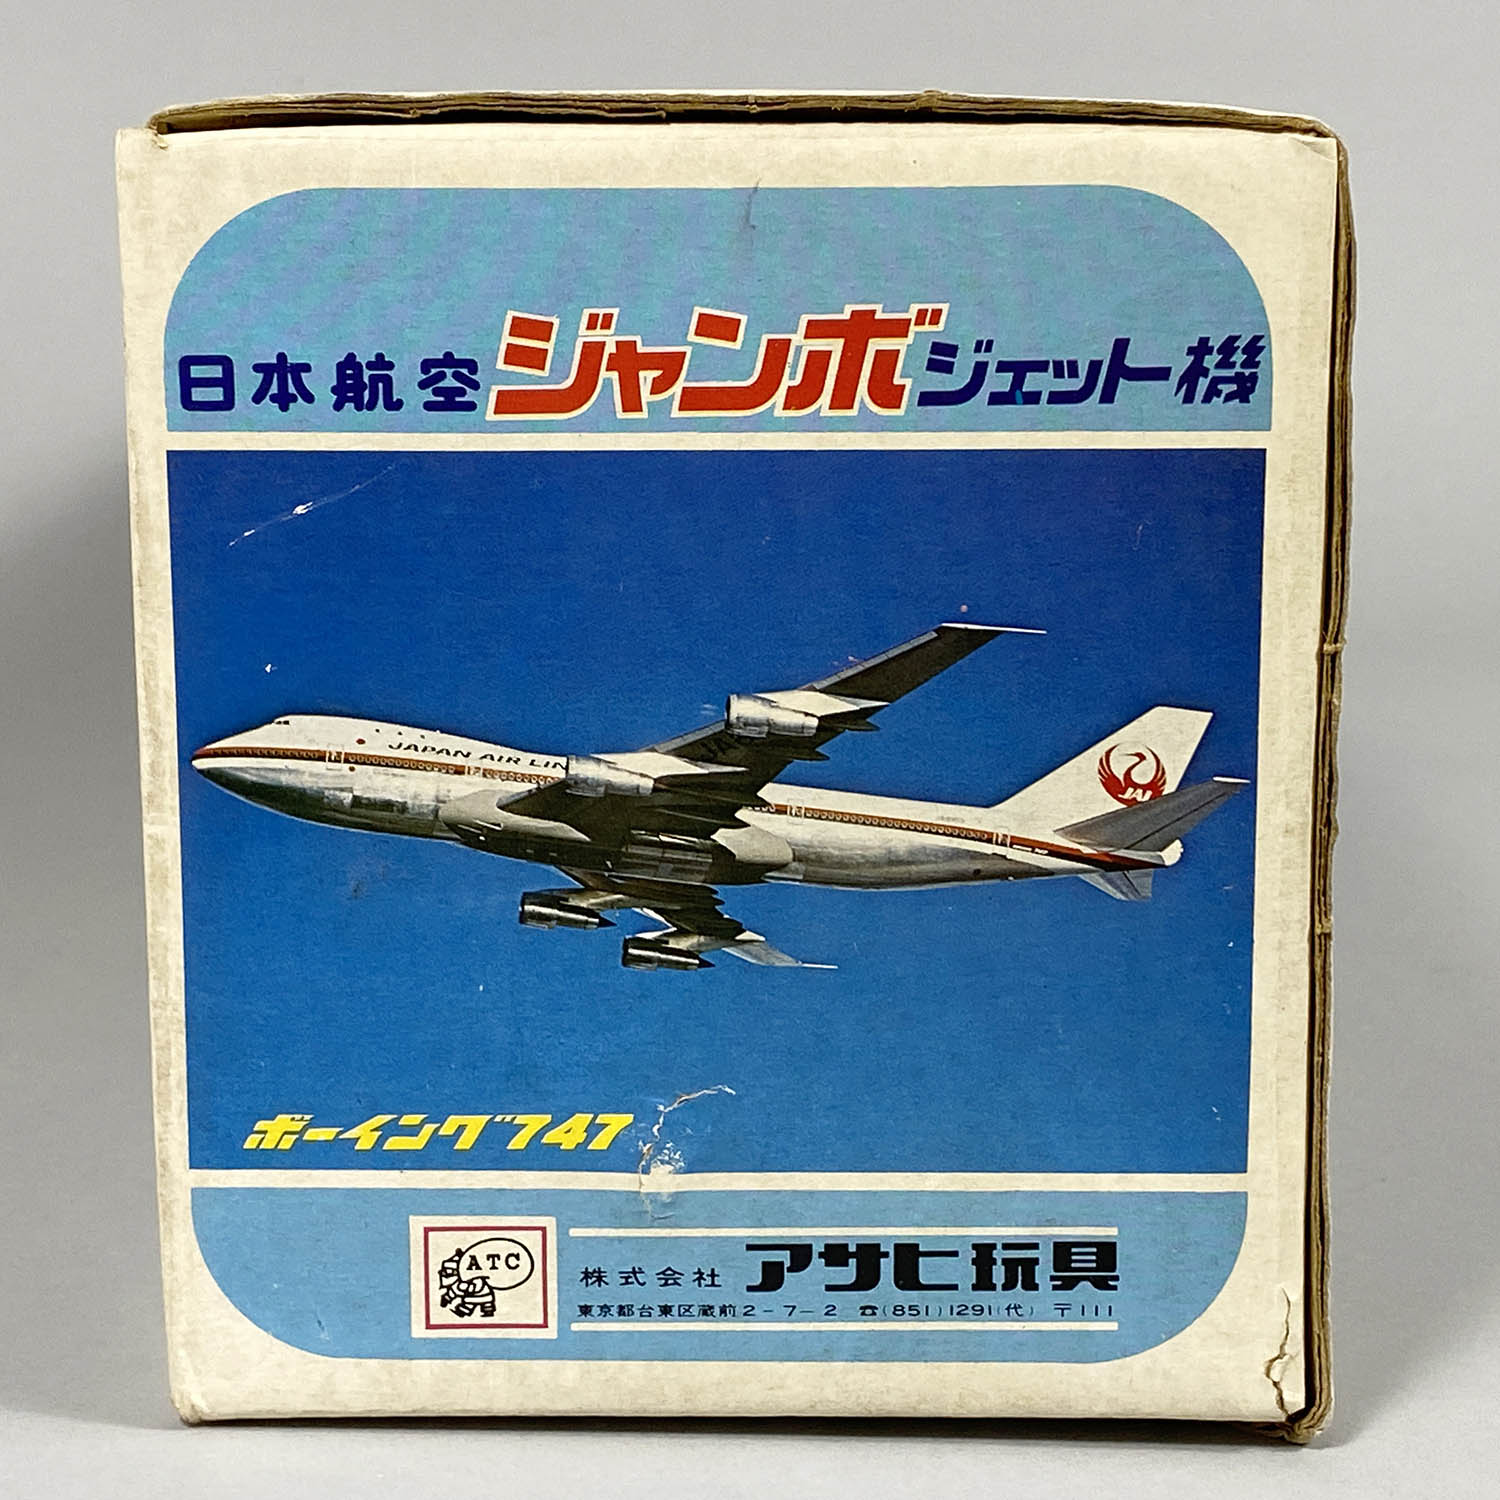 日本航空 ジャンボジェット機
JAPAN AIR LIN
JAL
ボーイング747
ATC
株式会社 アサヒ玩具
東京都台東区蔵前2-7-2 ☎(851)1291(代) 〒111